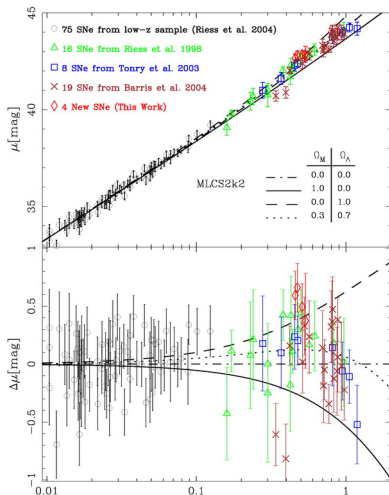 75 SNe from low-z sample (Riess et al. 2004)
16 SNe from Riess et al. 1998
8 SNe from Tonry et al. 2003
19 SNe from Barris et al. 2004
4 New SNe (This Work)
μ[mag]
45
40
35
MLCS2k2
Ω_M Ω_Λ
0.0 0.0
1.0 0.0
0.0 1.0
0.3 0.7
1
Δμ[mag]
0.5
0
−0.5
−1
0.01 0.1 1